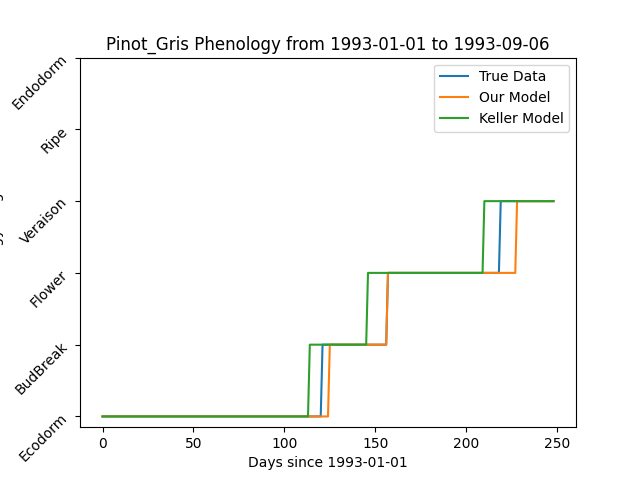 Pinot_Gris Phenology from 1993-01-01 to 1993-09-06
True Data
Our Model
Keller Model
Endodorm
Ripe
Veraison
Flower
BudBreak
Ecodorm
0 50 100 150 200 250
Days since 1993-01-01